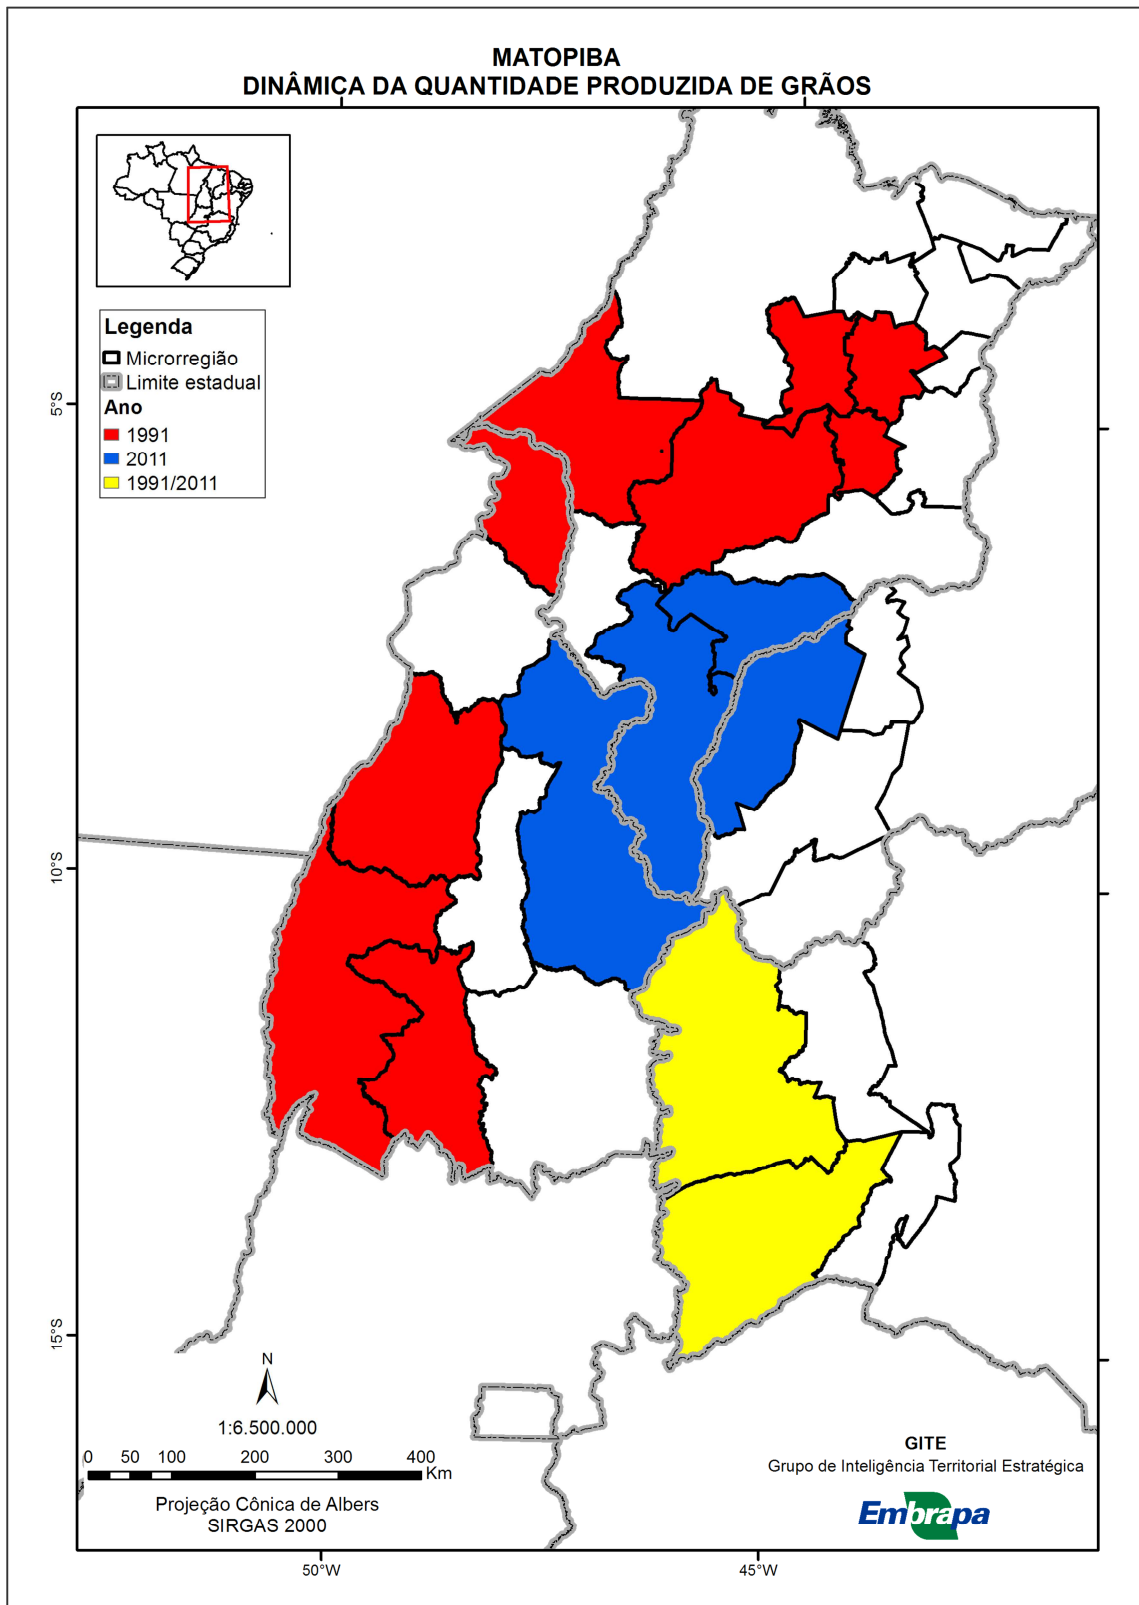 MATOPIBA
DINÂMICA DA QUANTIDADE PRODUZIDA DE GRÃOS
Legenda
Microrregião
Limite estadual
Ano
1991
2011
1991/2011
5°S
10°S
15°S
N
1:6.500.000
0 50 100 200 300 400
Km
Projeção Cônica de Albers
SIRGAS 2000
GITE
Grupo de Inteligência Territorial Estratégica
Embrapa
50°W 45°W